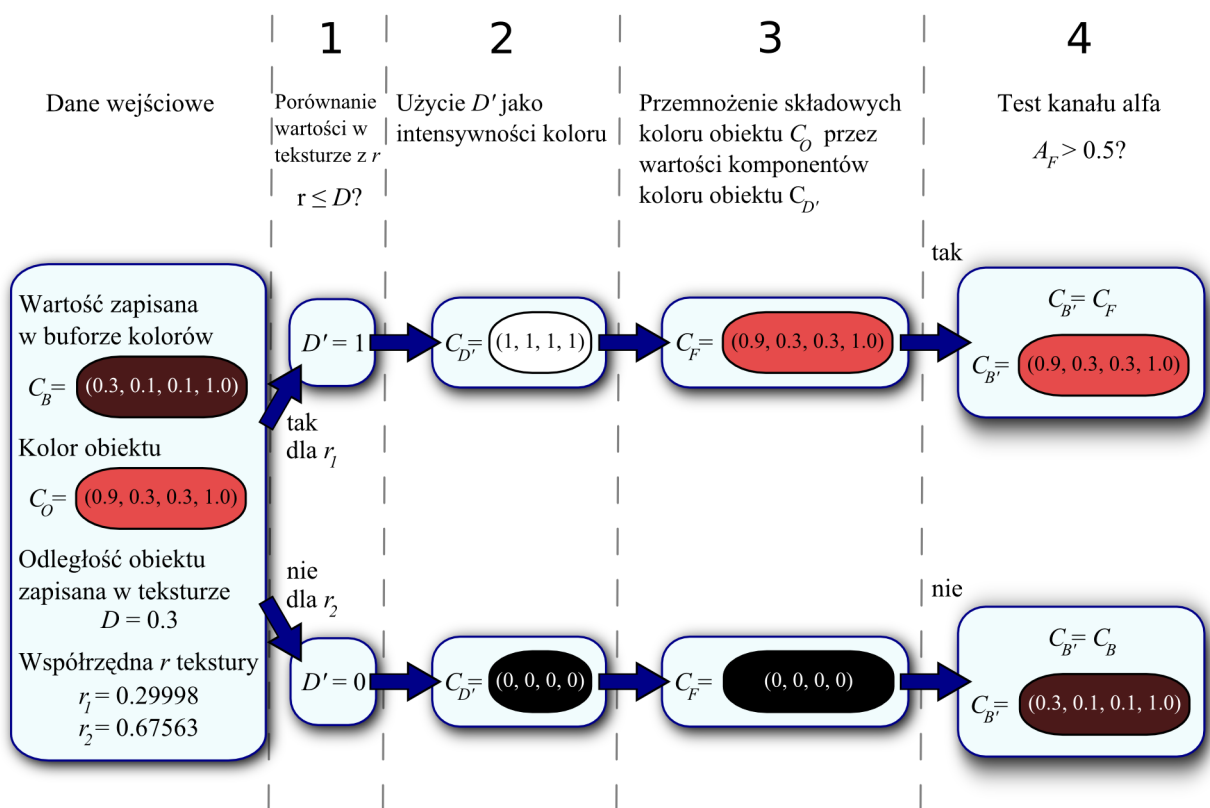 1
2
3
4
Dane wejściowe
Porównanie
wartości w
teksturze z r
r ≤ D?
Użycie D′ jako
intensywności koloru
Przemnożenie składowych
koloru obiektu C_O przez
wartości komponentów
koloru obiektu C_D′
Test kanału alfa
A_F > 0.5?
Wartość zapisana
w buforze kolorów
C_B= (0.3, 0.1, 0.1, 1.0)
Kolor obiektu
C_O= (0.9, 0.3, 0.3, 1.0)
Odległość obiektu
zapisana w teksturze
D = 0.3
Współrzędna r tekstury
r_1 = 0.29998
r_2 = 0.67563
tak
dla r_1
D′ = 1
C_D′= (1, 1, 1, 1)
C_F= (0.9, 0.3, 0.3, 1.0)
tak
C_B′= C_F
C_B′= (0.9, 0.3, 0.3, 1.0)
nie
dla r_2
D′ = 0
C_D′= (0, 0, 0, 0)
C_F= (0, 0, 0, 0)
nie
C_B′= C_B
C_B′= (0.3, 0.1, 0.1, 1.0)